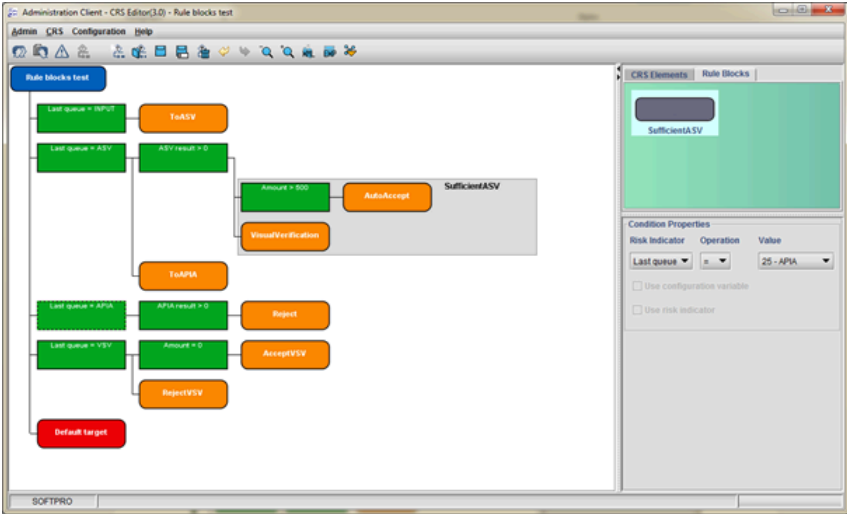 Administration Client - CRS Editor(3.0) - Rule blocks test
Admin CRS Configuration Help
Rule blocks test
Last queue = INPUT
ToASV
Last queue = ASV
ASV result > 0
Amount > 500
AutoAccept
SufficientASV
VisualVerification
ToAPIA
Last queue = APIA
APIA result > 0
Reject
Last queue = VSV
Amount = 0
AcceptVSV
RejectVSV
Default target
CRS Elements Rule Blocks
SufficientASV
Condition Properties
Risk Indicator Operation Value
Last queue = 25 - APIA
Use configuration variable
Use risk indicator
SOFTPRO